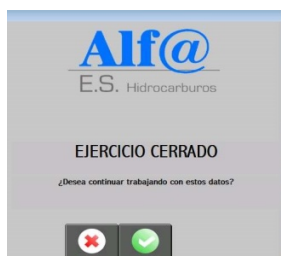 Alf@
E.S. Hidrocarburos
EJERCICIO CERRADO
¿Desea continuar trabajando con estos datos?